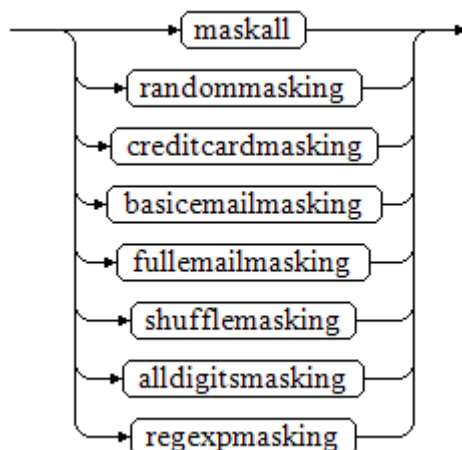 maskall
randommasking
creditcardmasking
basicemailmasking
fullemailmasking
shufflemasking
alldigitsmasking
regexpmasking